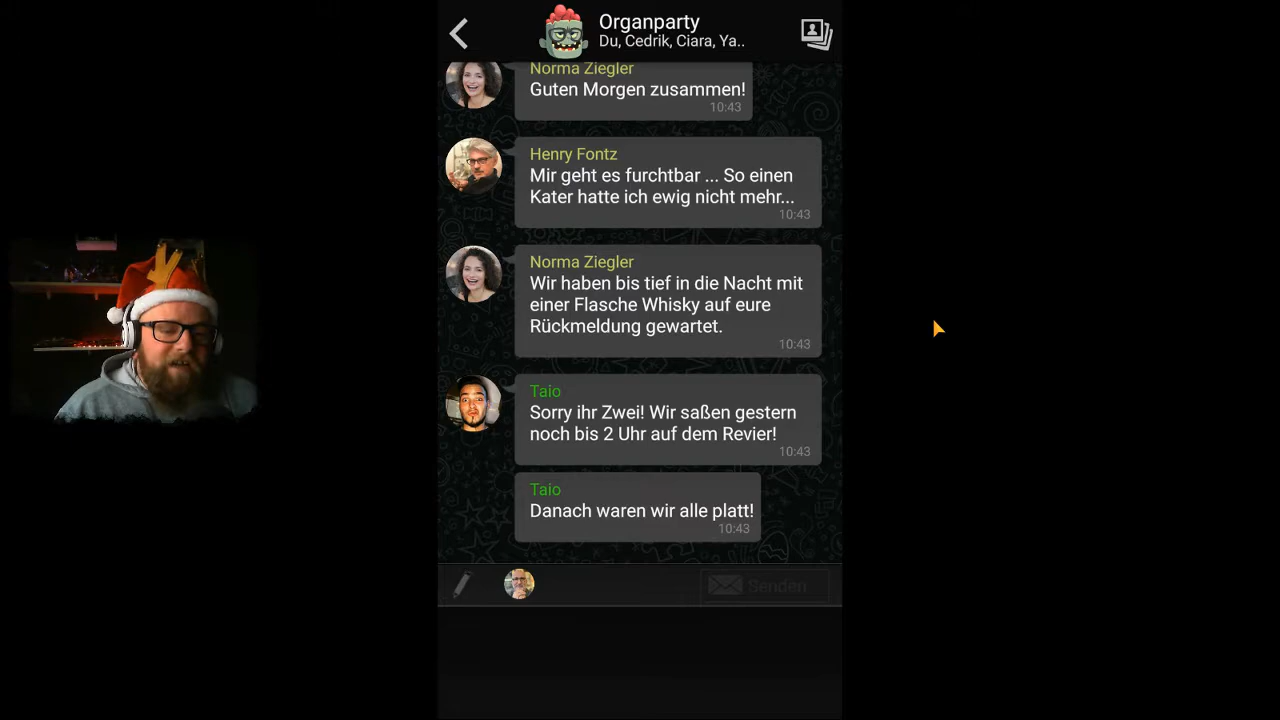 Organparty
Du, Cedrik, Ciara, Ya..
Norma Ziegler
Guten Morgen zusammen!
10:43
Henry Fontz
Mir geht es furchtbar ... So einen
Kater hatte ich ewig nicht mehr...
10:43
Norma Ziegler
Wir haben bis tief in die Nacht mit
einer Flasche Whisky auf eure
Rückmeldung gewartet.
10:43
Taio
Sorry ihr Zwei! Wir saßen gestern
noch bis 2 Uhr auf dem Revier!
10:43
Taio
Danach waren wir alle platt!
10:43
Senden